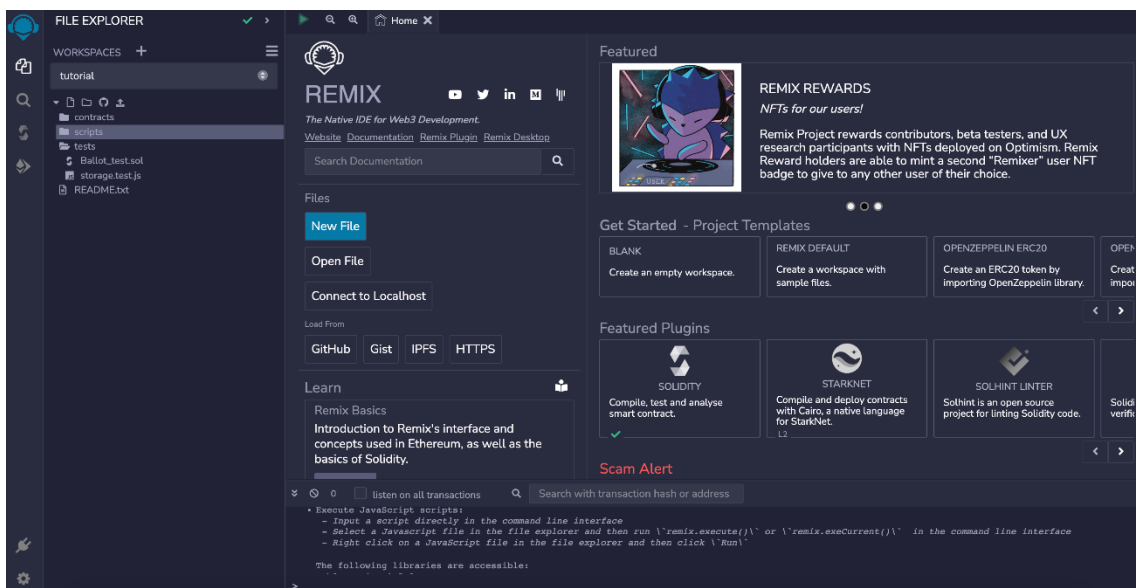 FILE EXPLORER
WORKSPACES
tutorial
contracts
scripts
tests
Ballot_test.sol
storage.test.js
README.txt
Home
REMIX
The Native IDE for Web3 Development.
Website Documentation Remix Plugin Remix Desktop
Search Documentation
Files
New File
Open File
Connect to Localhost
Load From
GitHub Gist IPFS HTTPS
Learn
Remix Basics
Introduction to Remix's interface and
concepts used in Ethereum, as well as the
basics of Solidity.
Featured
USER
REMIX REWARDS
NFTs for our users!
Remix Project rewards contributors, beta testers, and UX
research participants with NFTs deployed on Optimism. Remix
Reward holders are able to mint a second "Remixer" user NFT
badge to give to any other user of their choice.
Get Started - Project Templates
BLANK
Create an empty workspace.
REMIX DEFAULT
Create a workspace with
sample files.
OPENZEPPELIN ERC20
Create an ERC20 token by
importing OpenZeppelin library.
OPEN
Creat
impor
Featured Plugins
SOLIDITY
Compile, test and analyse
smart contract.
STARKNET
Compile and deploy contracts
with Cairo, a native language
for StarkNet.
L2
SOLHINT LINTER
Solhint is an open source
project for linting Solidity code.
Solidi
verific
Scam Alert
0 listen on all transactions Search with transaction hash or address
• Execute JavaScript scripts:
- Input a script directly in the command line interface
- Select a Javascript file in the file explorer and then run \`remix.execute()\` or \`remix.exeCurrent()\` in the command line interface
- Right click on a JavaScript file in the file explorer and then click \`Run\`
The following libraries are accessible:
>